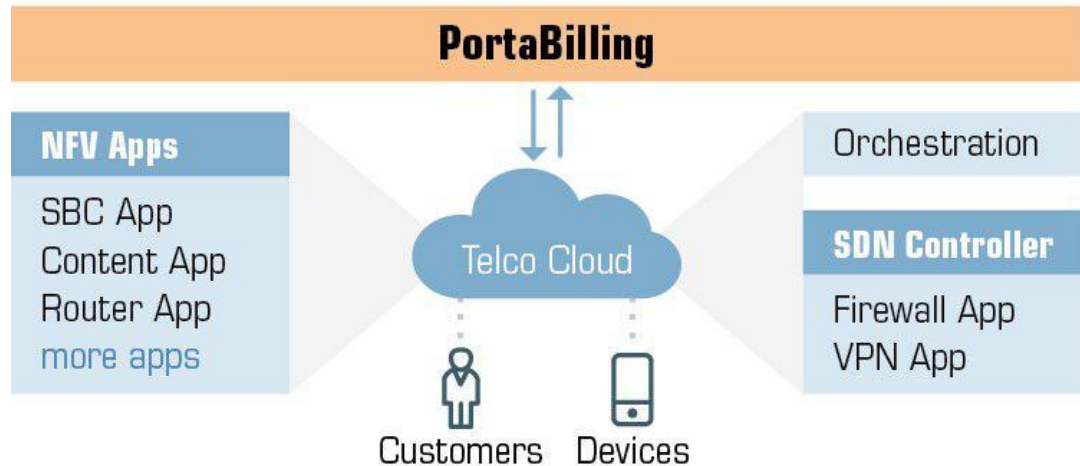 PortaBilling
NFV Apps
SBC App
Content App
Router App
more apps
Telco Cloud
Customers
Devices
Orchestration
SDN Controller
Firewall App
VPN App